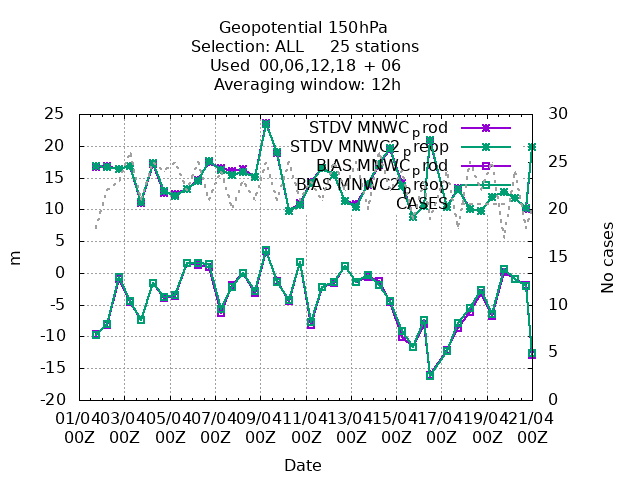 Geopotential 150hPa
Selection: ALL 25 stations
Used 00,06,12,18 + 06
Averaging window: 12h
25
20
15
10
5
0
-5
-10
-15
-20
m
30
25
20
15
10
5
0
No cases
STDV MNWC_prod
STDV MNWC2_preop
BIAS MNWC_prod
BIAS MNWC2_preop
CASES
01/04 03/04 05/04 07/04 09/04 11/04 13/04 15/04 17/04 19/04 21/04
00Z 00Z 00Z 00Z 00Z 00Z 00Z 00Z 00Z 00Z 00Z
Date